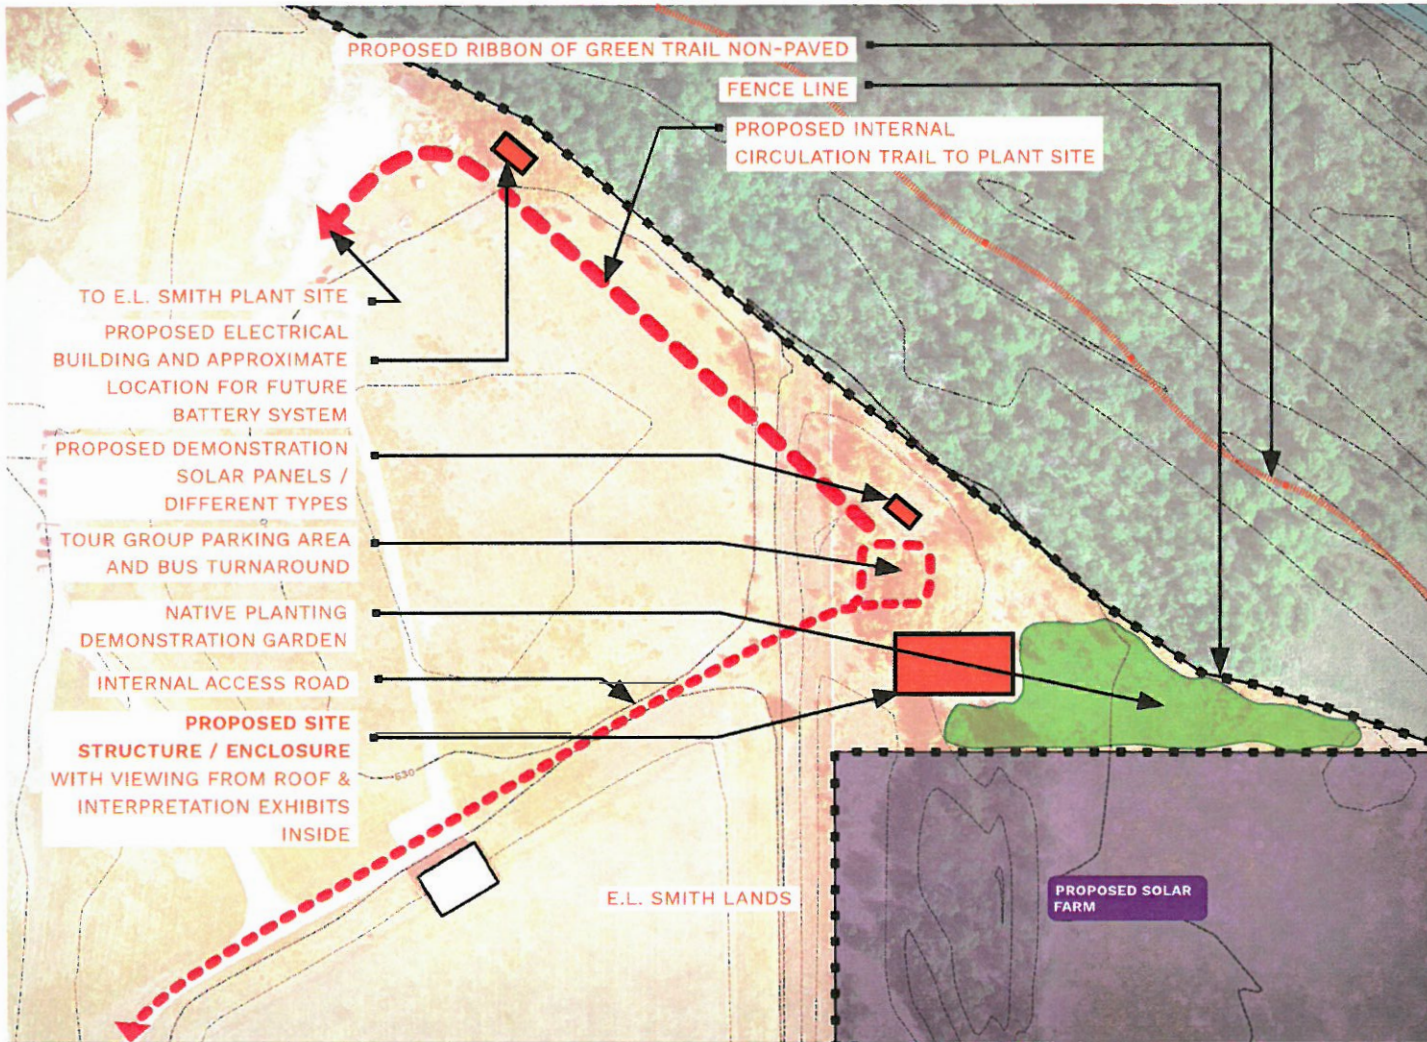 PROPOSED RIBBON OF GREEN TRAIL NON-PAVED
FENCE LINE
PROPOSED INTERNAL
CIRCULATION TRAIL TO PLANT SITE
TO E.L. SMITH PLANT SITE
PROPOSED ELECTRICAL
BUILDING AND APPROXIMATE
LOCATION FOR FUTURE
BATTERY SYSTEM
PROPOSED DEMONSTRATION
SOLAR PANELS /
DIFFERENT TYPES
TOUR GROUP PARKING AREA
AND BUS TURNAROUND
NATIVE PLANTING
DEMONSTRATION GARDEN
INTERNAL ACCESS ROAD
PROPOSED SITE
STRUCTURE / ENCLOSURE
WITH VIEWING FROM ROOF &
INTERPRETATION EXHIBITS
INSIDE
630
E.L. SMITH LANDS
PROPOSED SOLAR
FARM